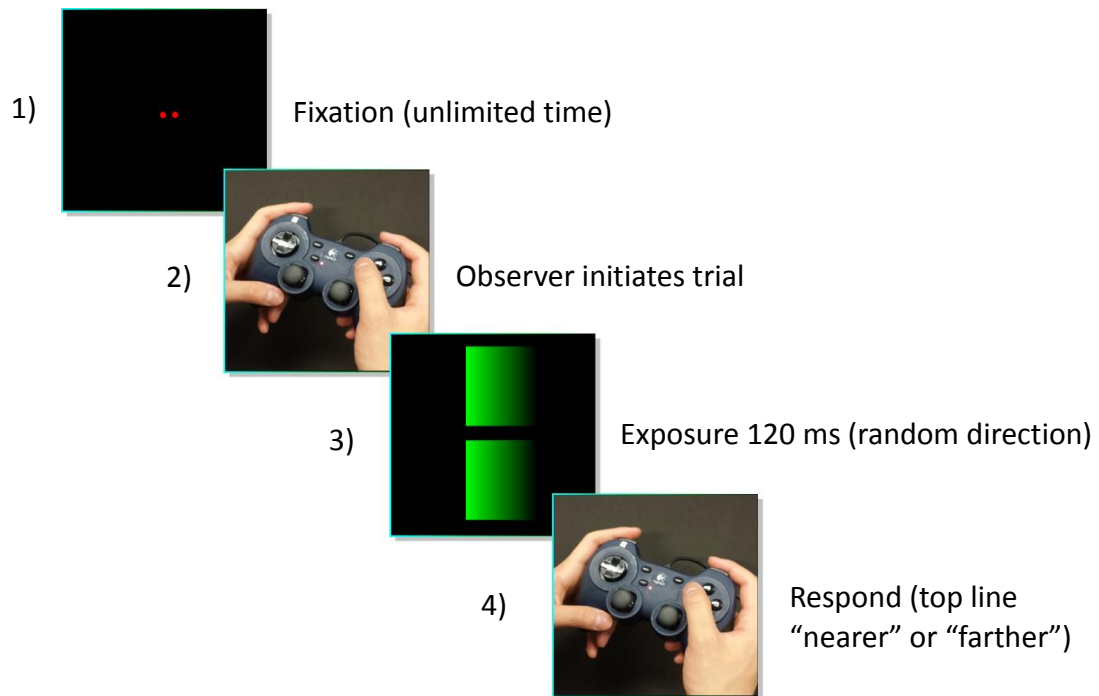 1)
Fixation (unlimited time)
2)
Observer initiates trial
3)
Exposure 120 ms (random direction)
4)
Respond (top line
“nearer” or “farther”)